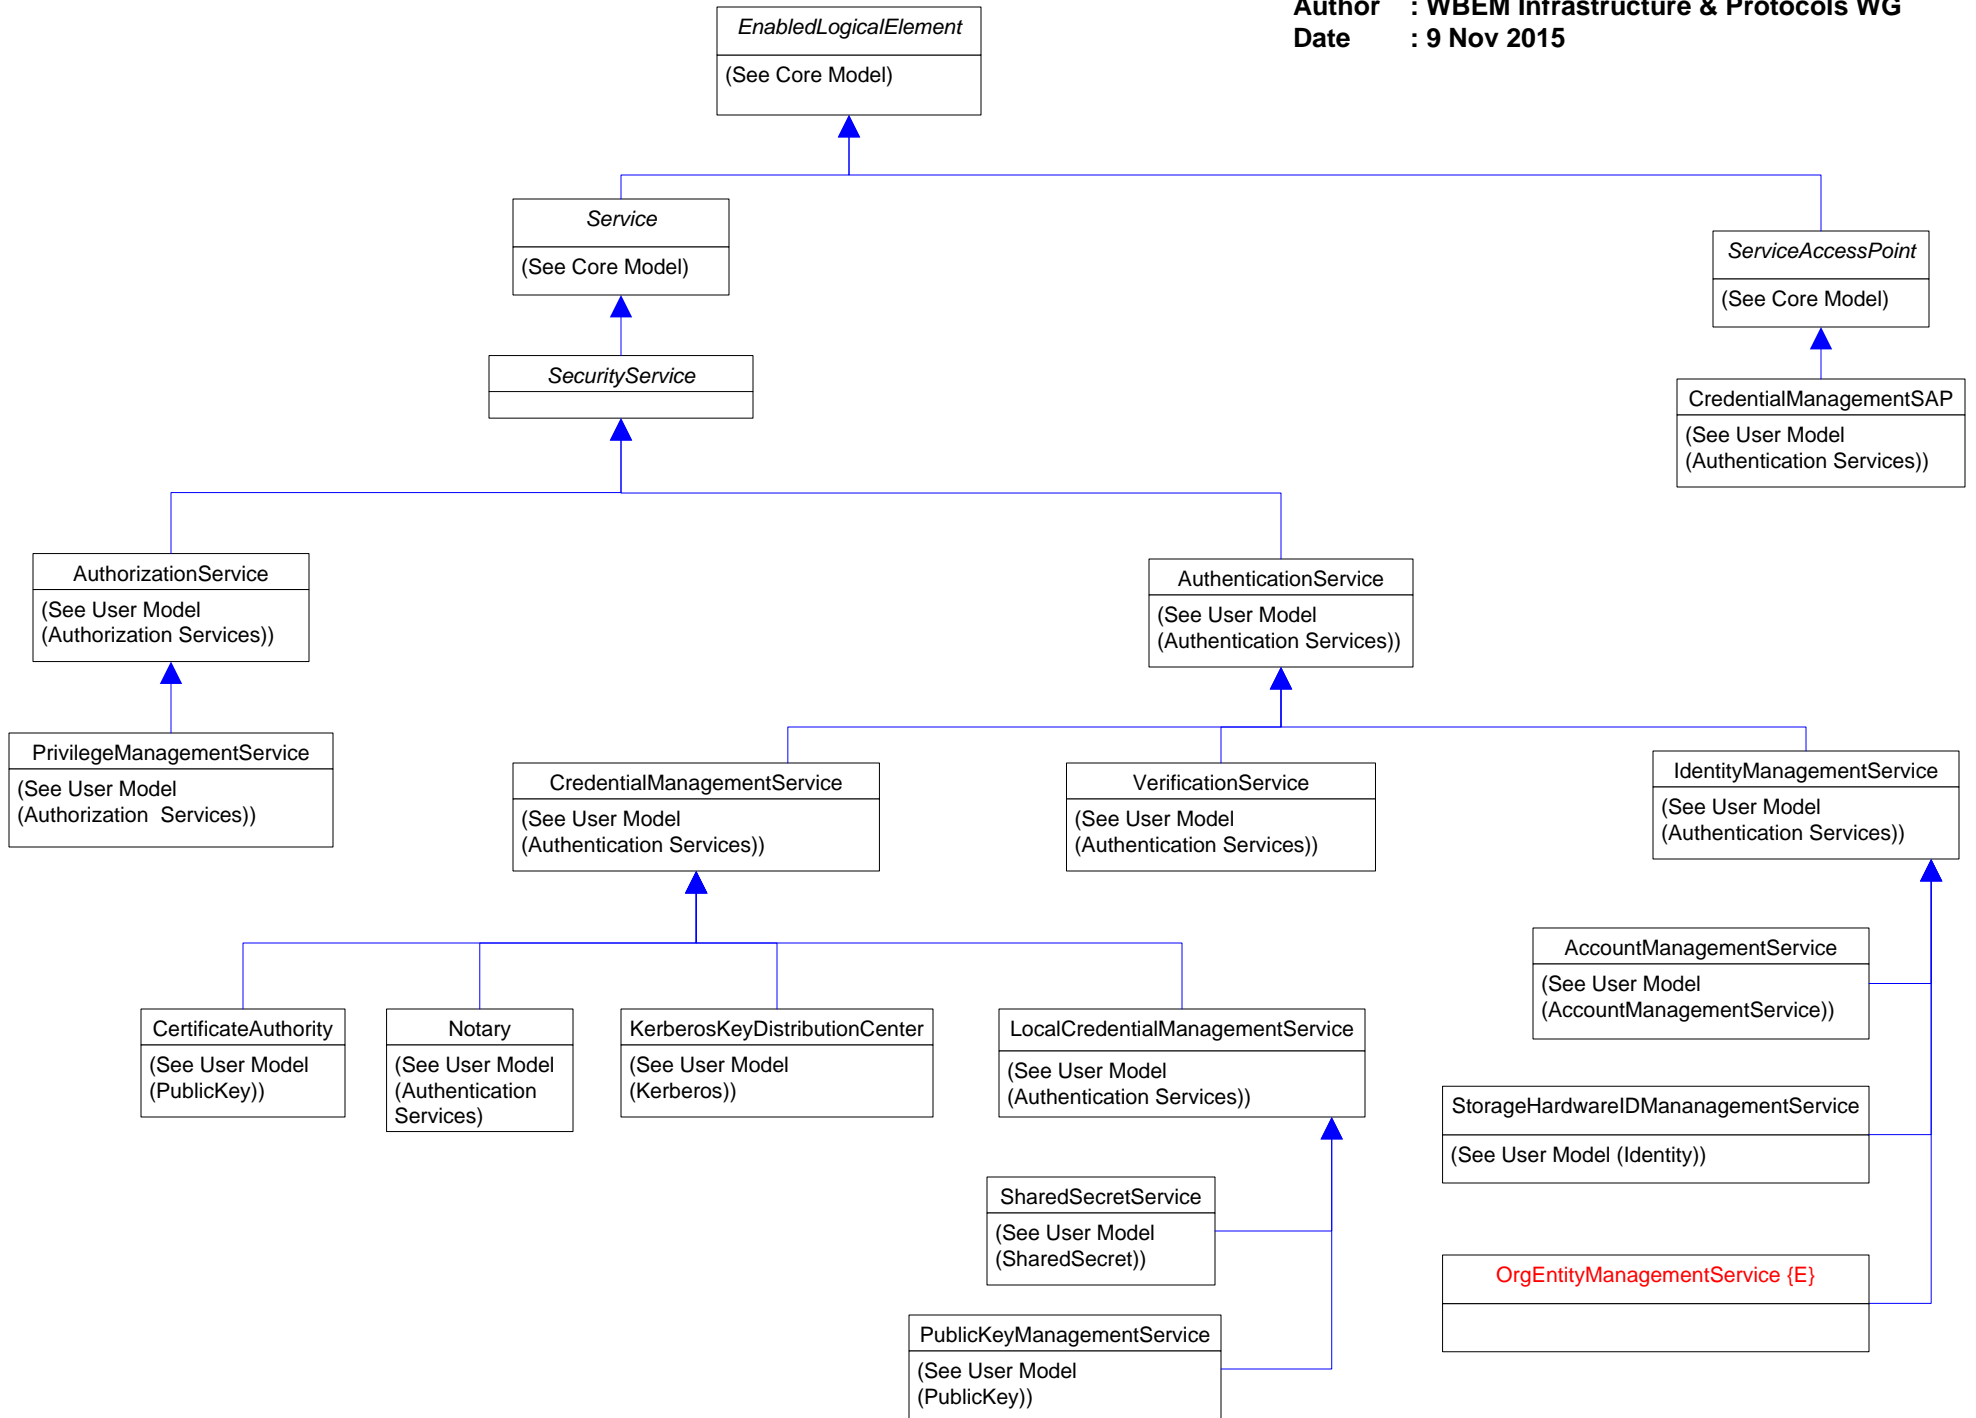 Author : WBEM Infrastructure & Protocols WG
Date : 9 Nov 2015
EnabledLogicalElement
(See Core Model)
Service
(See Core Model)
ServiceAccessPoint
(See Core Model)
SecurityService
CredentialManagementSAP
(See User Model
(Authentication Services))
AuthorizationService
(See User Model
(Authorization Services))
AuthenticationService
(See User Model
(Authentication Services))
PrivilegeManagementService
(See User Model
(Authorization  Services))
CredentialManagementService
(See User Model
(Authentication Services))
VerificationService
(See User Model
(Authentication Services))
IdentityManagementService
(See User Model
(Authentication Services))
AccountManagementService
(See User Model
(AccountManagementService))
CertificateAuthority
(See User Model
(PublicKey))
Notary
(See User Model
(Authentication
Services)
KerberosKeyDistributionCenter
(See User Model
(Kerberos))
LocalCredentialManagementService
(See User Model
(Authentication Services))
StorageHardwareIDMananagementService
(See User Model (Identity))
SharedSecretService
(See User Model
(SharedSecret))
OrgEntityManagementService {E}
PublicKeyManagementService
(See User Model
(PublicKey))